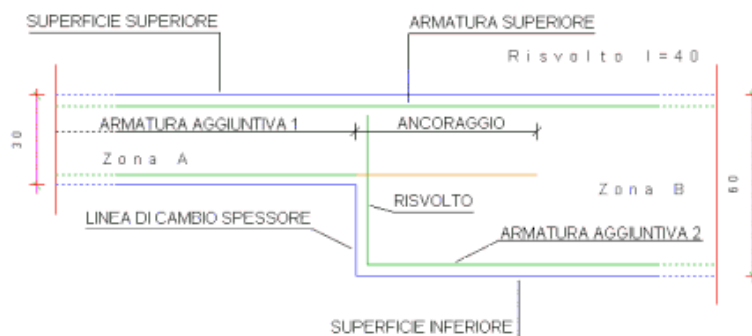 SUPERFICIE SUPERIORE
ARMATURA SUPERIORE
Risvolto l=40
ARMATURA AGGIUNTIVA 1
ANCORAGGIO
30
Zona A
Zona B
60
RISVOLTO
LINEA DI CAMBIO SPESSORE
ARMATURA AGGIUNTIVA 2
SUPERFICIE INFERIORE